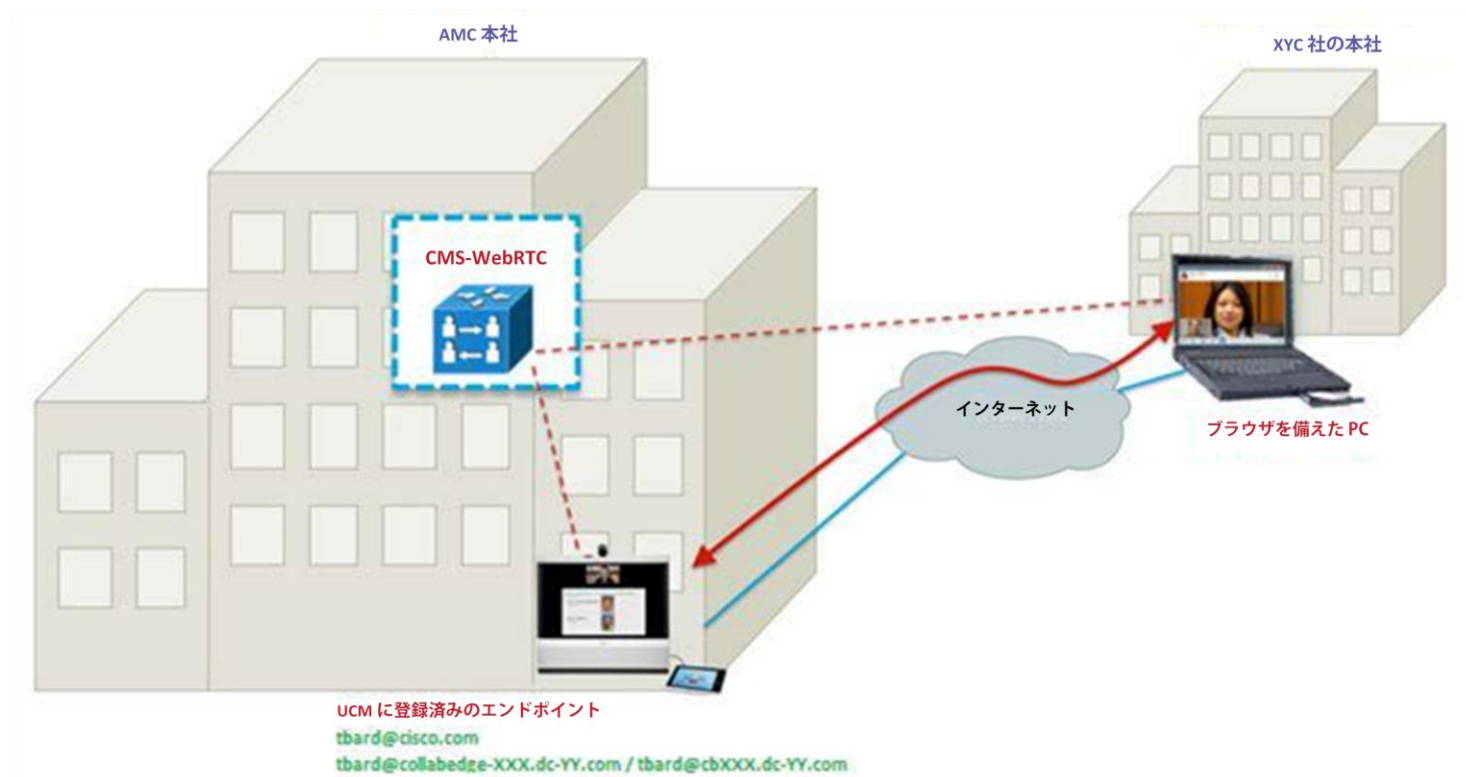 AMC 本社
XYC 社の本社
CMS-WebRTC
インターネット
ブラウザを備えた PC
UCM に登録済みのエンドポイント
tbard@cisco.com
tbard@collabedge-XXX.dc-YY.com / tbard@cbXXX.dc-YY.com